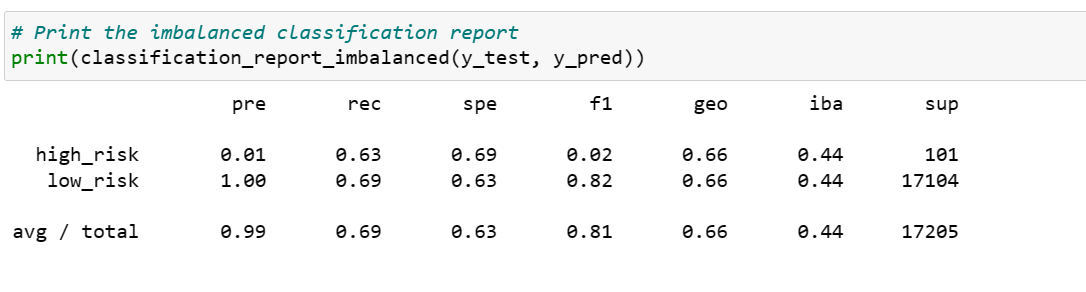 # Print the imbalanced classification report
print(classification_report_imbalanced(y_test, y_pred))
pre rec spe f1 geo iba sup
high_risk 0.01 0.63 0.69 0.02 0.66 0.44 101
low_risk 1.00 0.69 0.63 0.82 0.66 0.44 17104
avg / total 0.99 0.69 0.63 0.81 0.66 0.44 17205